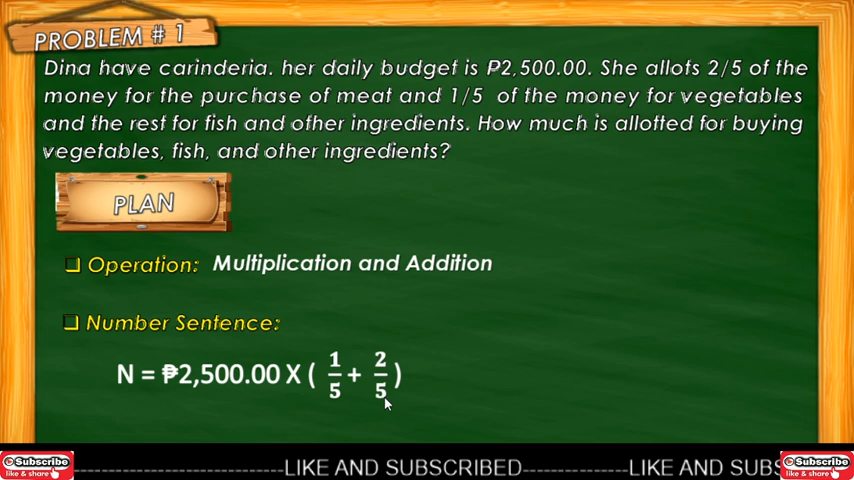 PROBLEM # 1
Dina have carinderia. her daily budget is ₱2,500.00. She allots 2/5 of the
money for the purchase of meat and 1/5 of the money for vegetables
and the rest for fish and other ingredients. How much is allotted for buying
vegetables, fish, and other ingredients?
PLAN
❑ Operation: Multiplication and Addition
❑ Number Sentence:
N = ₱2,500.00 X ( 1/5 + 2/5 )
Subscribe
like & share
LIKE AND SUBSCRIBED--------------LIKE AND SUBS
Subscribe
like & share